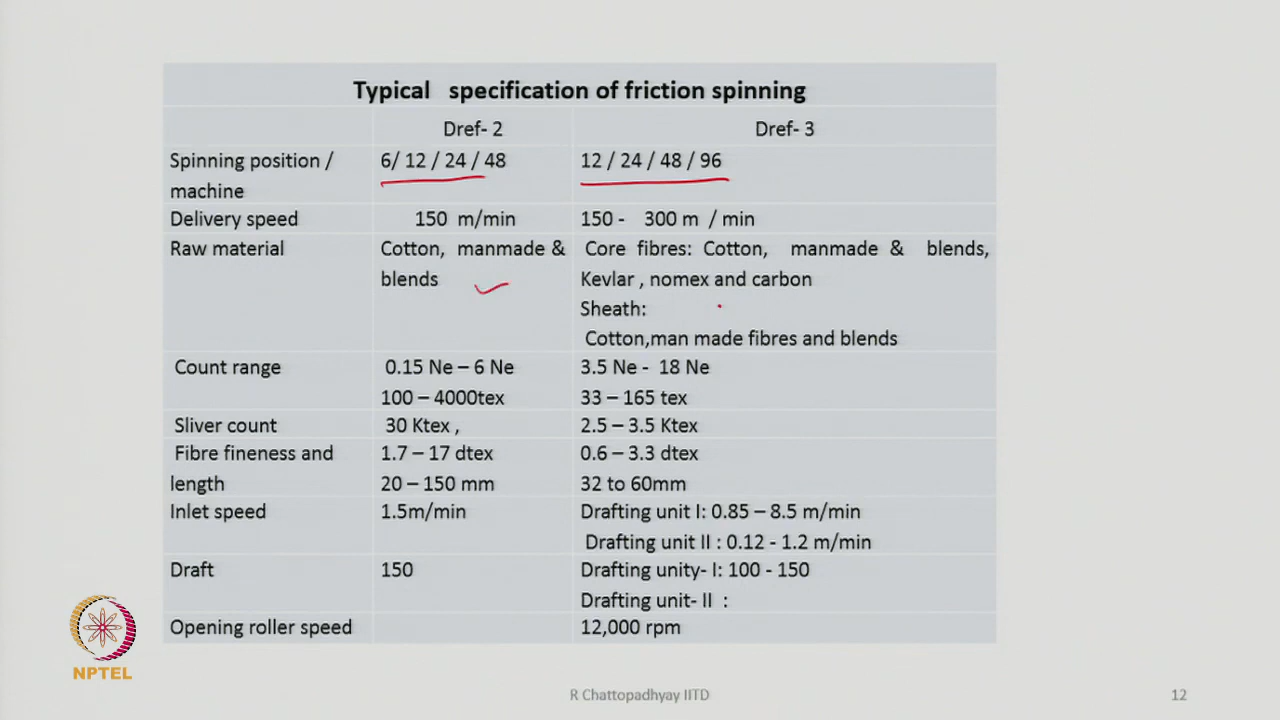 Typical specification of friction spinning
Dref- 2 Dref- 3
Spinning position / 6/ 12 / 24 / 48 12 / 24 / 48 / 96
machine
Delivery speed 150 m/min 150 - 300 m / min
Raw material Cotton, manmade & Core fibres: Cotton, manmade & blends,
blends Kevlar , nomex and carbon
Sheath:
Cotton,man made fibres and blends
Count range 0.15 Ne – 6 Ne 3.5 Ne - 18 Ne
100 – 4000tex 33 – 165 tex
Sliver count 30 Ktex , 2.5 – 3.5 Ktex
Fibre fineness and 1.7 – 17 dtex 0.6 – 3.3 dtex
length 20 – 150 mm 32 to 60mm
Inlet speed 1.5m/min Drafting unit I: 0.85 – 8.5 m/min
Drafting unit II : 0.12 - 1.2 m/min
Draft 150 Drafting unity- I: 100 - 150
Drafting unit- II :
Opening roller speed 12,000 rpm
NPTEL
R Chattopadhyay IITD 12